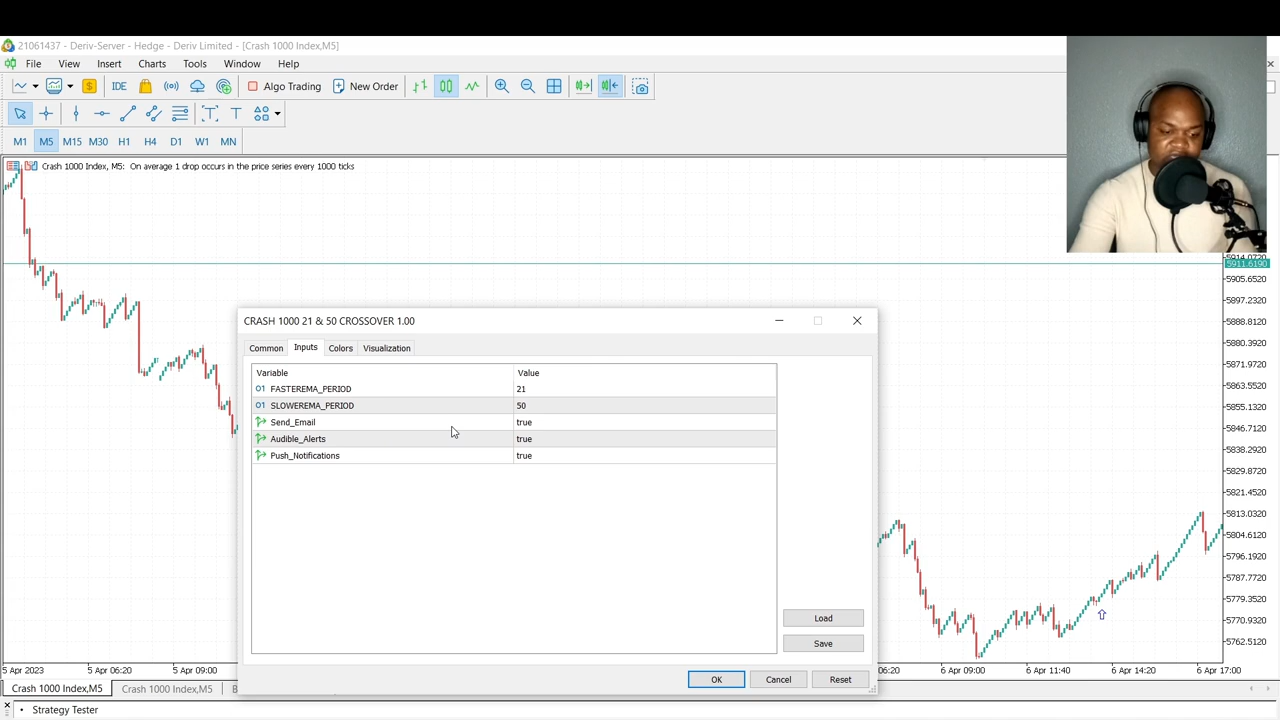 21061437 - Deriv-Server - Hedge - Deriv Limited - [Crash 1000 Index,M5]
File View Insert Charts Tools Window Help
IDE Algo Trading New Order
M1 M5 M15 M30 H1 H4 D1 W1 MN
Crash 1000 Index, M5: On average 1 drop occurs in the price series every 1000 ticks
5914.0720
5911.6190
5905.6520
5897.2320
5888.8120
5880.3920
5871.9720
5863.5520
5855.1320
5846.7120
5838.2920
5829.8720
5821.4520
5813.0320
5804.6120
5796.1920
5787.7720
5779.3520
5770.9320
5762.5120
CRASH 1000 21 & 50 CROSSOVER 1.00
Common Inputs Colors Visualization
Variable Value
FASTEREMA_PERIOD 21
SLOWEREMA_PERIOD 50
Send_Email true
Audible_Alerts true
Push_Notifications true
Load
Save
OK Cancel Reset
5 Apr 2023 5 Apr 06:20 5 Apr 09:00 06:20 6 Apr 09:00 6 Apr 11:40 6 Apr 14:20 6 Apr 17:00
Crash 1000 Index,M5 Crash 1000 Index,M5
Strategy Tester